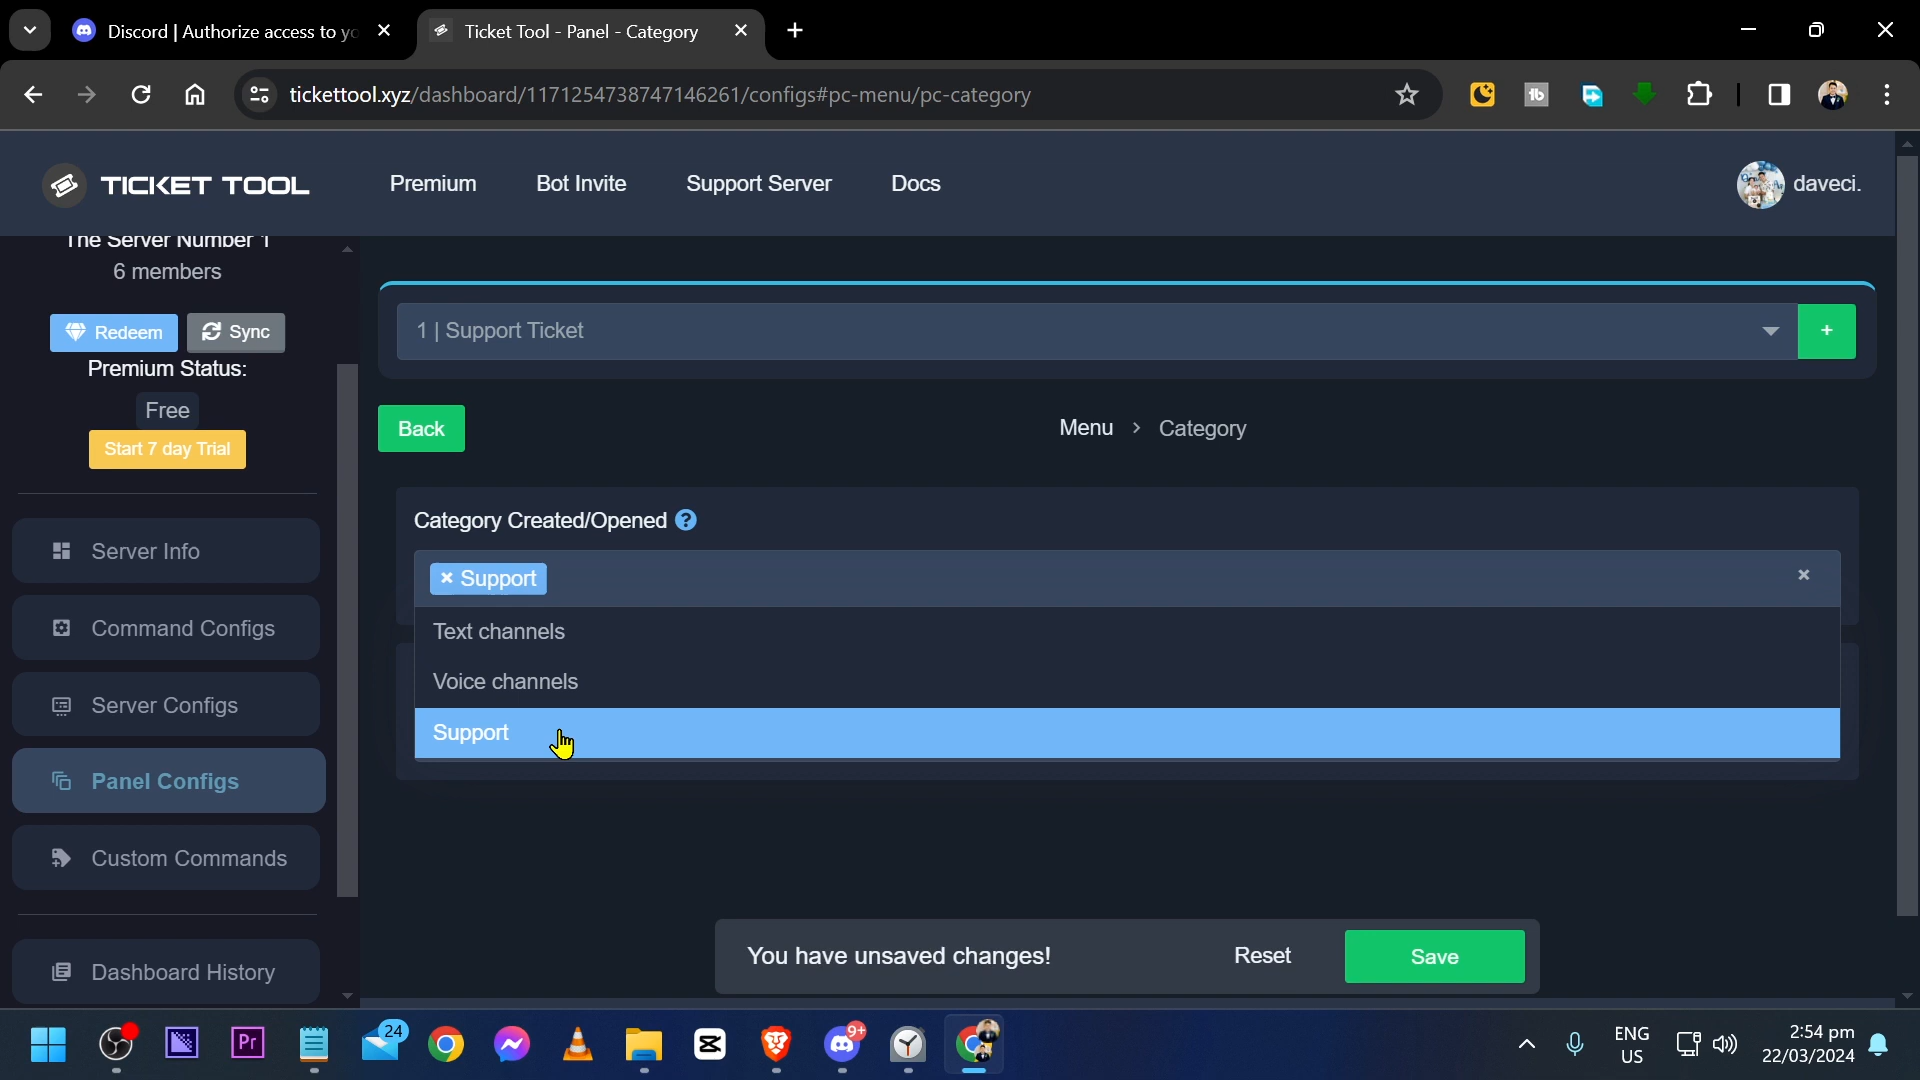 Discord | Authorize access to yo
Ticket Tool - Panel - Category
tickettool.xyz/dashboard/1171254738747146261/configs#pc-menu/pc-category
TICKET TOOL
Premium
Bot Invite
Support Server
Docs
daveci.
The Server Number 1
6 members
Redeem
Sync
Premium Status:
Free
Start 7 day Trial
Server Info
Command Configs
Server Configs
Panel Configs
Custom Commands
Dashboard History
1 | Support Ticket
+
Back
Menu > Category
Category Created/Opened ?
× Support
×
Text channels
Voice channels
Support
You have unsaved changes!
Reset
Save
Pr
24
9+
ENG
US
2:54 pm
22/03/2024